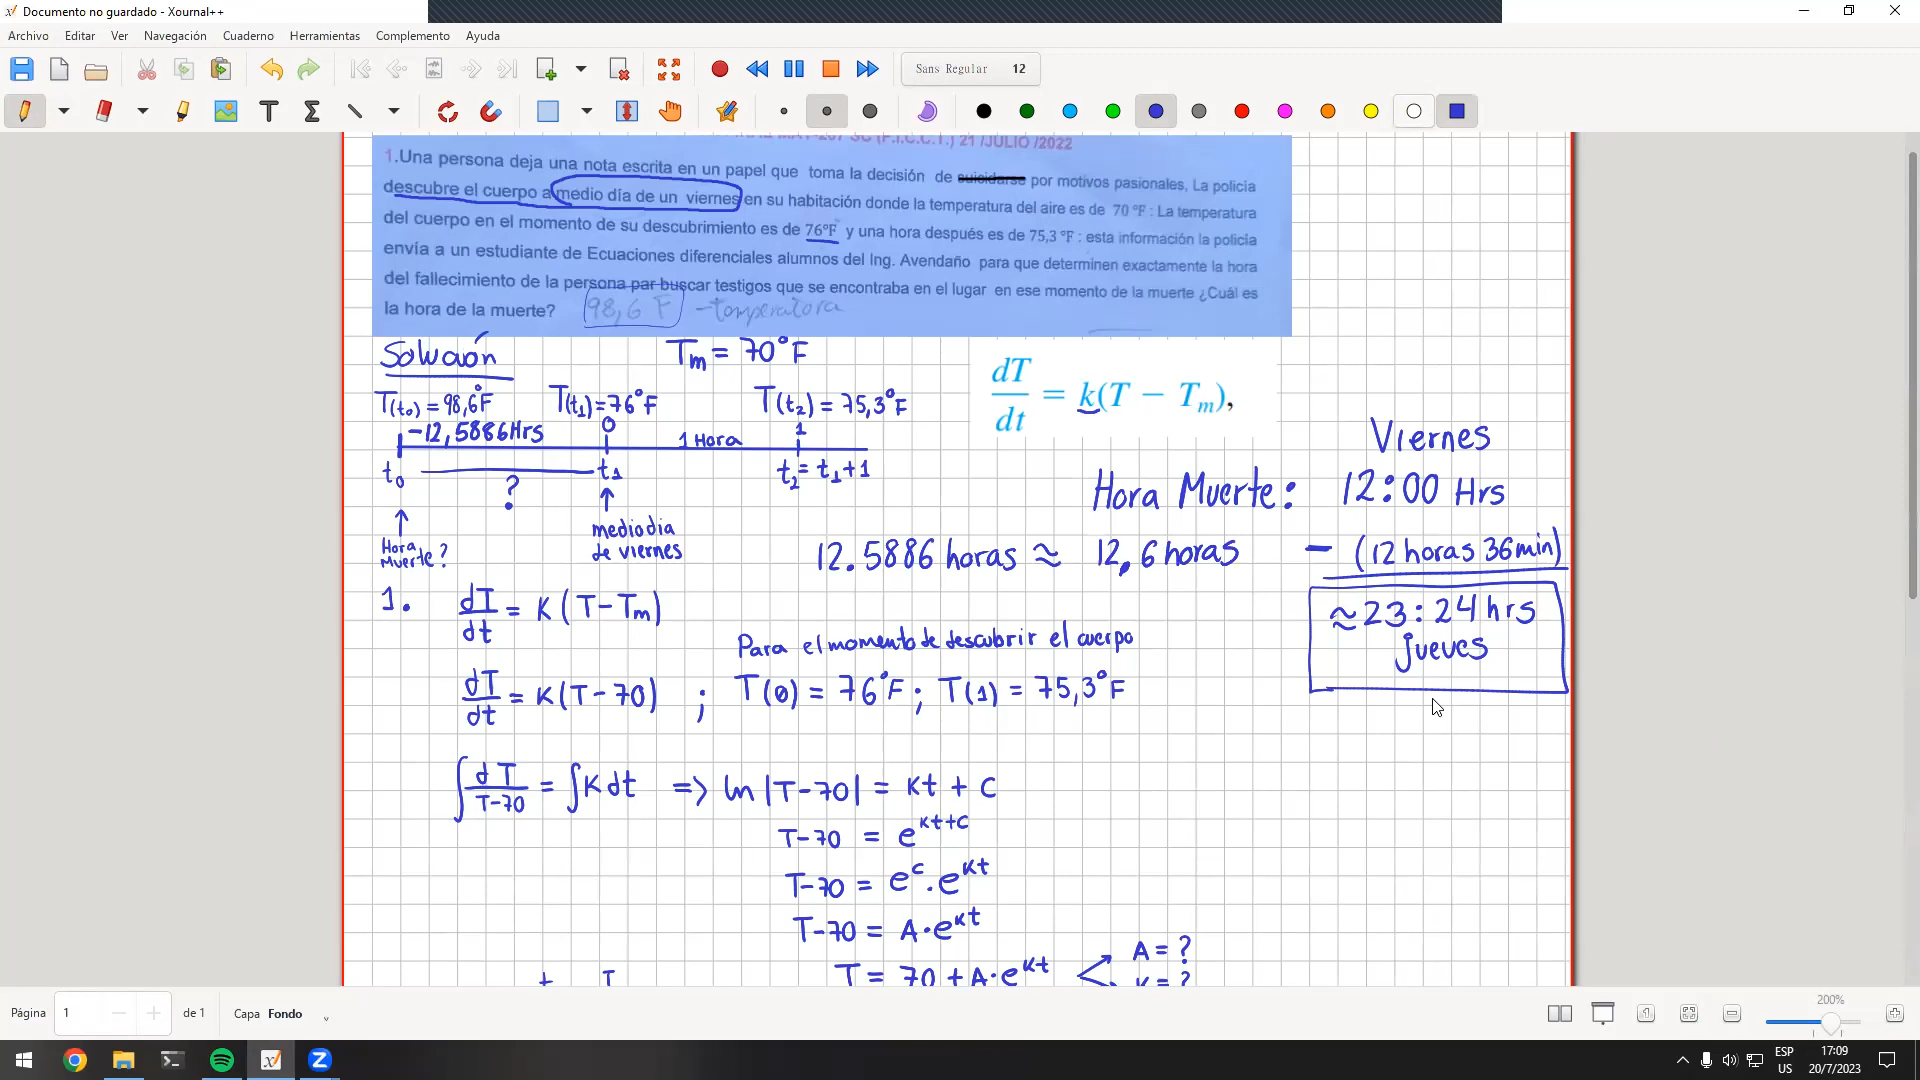 Documento no guardado - Xournal++
Archivo Editar Ver Navegación Cuaderno Herramientas Complemento Ayuda
Sans Regular 12
MAT-207 SC (F.I.C.C.T.) 21 /JULIO /2022
1.Una persona deja una nota escrita en un papel que toma la decisión de suicidarse por motivos pasionales, La policía
descubre el cuerpo a medio día de un viernes en su habitación donde la temperatura del aire es de 70 ºF : La temperatura
del cuerpo en el momento de su descubrimiento es de 76ºF y una hora después es de 75,3 ºF : esta información la policía
envía a un estudiante de Ecuaciones diferenciales alumnos del Ing. Avendaño para que determinen exactamente la hora
del fallecimiento de la persona par buscar testigos que se encontraba en el lugar en ese momento de la muerte ¿Cuál es
la hora de la muerte? 98,6 F - temperatora
Solución
Tm = 70°F
T(t0) = 98,6°F T(t1) = 76°F T(t2) = 75,3°F
dT/dt = k(T − Tm),
-12,5886Hrs 0 1 Hora 1
t0 ? t1 t2 = t1+1
Hora Muerte?
mediodia de viernes
Viernes
Hora Muerte: 12:00 Hrs
12.5886 horas ≈ 12,6 horas - (12 horas 36min)
≈23:24 hrs
jueves
1. dT/dt = K(T-Tm)
Para el momento de descubrir el cuerpo
dT/dt = K(T-70) ; T(0) = 76°F ; T(1) = 75,3°F
∫ dT/T-70 = ∫K dt => ln |T-70| = Kt + C
T-70 = e^Kt+C
T-70 = e^C . e^Kt
T-70 = A.e^Kt
T = 70 + A.e^Kt A = ?
K = ?
t T
Página 1 de 1 Capa Fondo
200%
ESP
US
17:09
20/7/2023